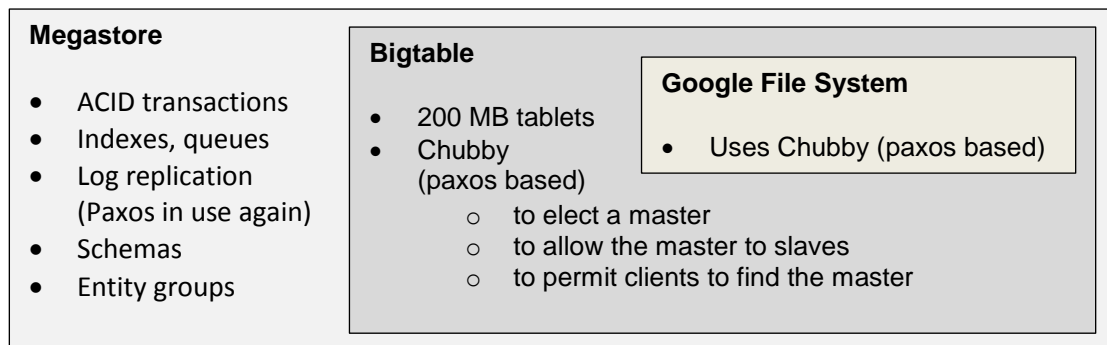 Megastore
• ACID transactions
• Indexes, queues
• Log replication
(Paxos in use again)
• Schemas
• Entity groups
Bigtable
• 200 MB tablets
• Chubby
(paxos based)
o to elect a master
o to allow the master to slaves
o to permit clients to find the master
Google File System
• Uses Chubby (paxos based)